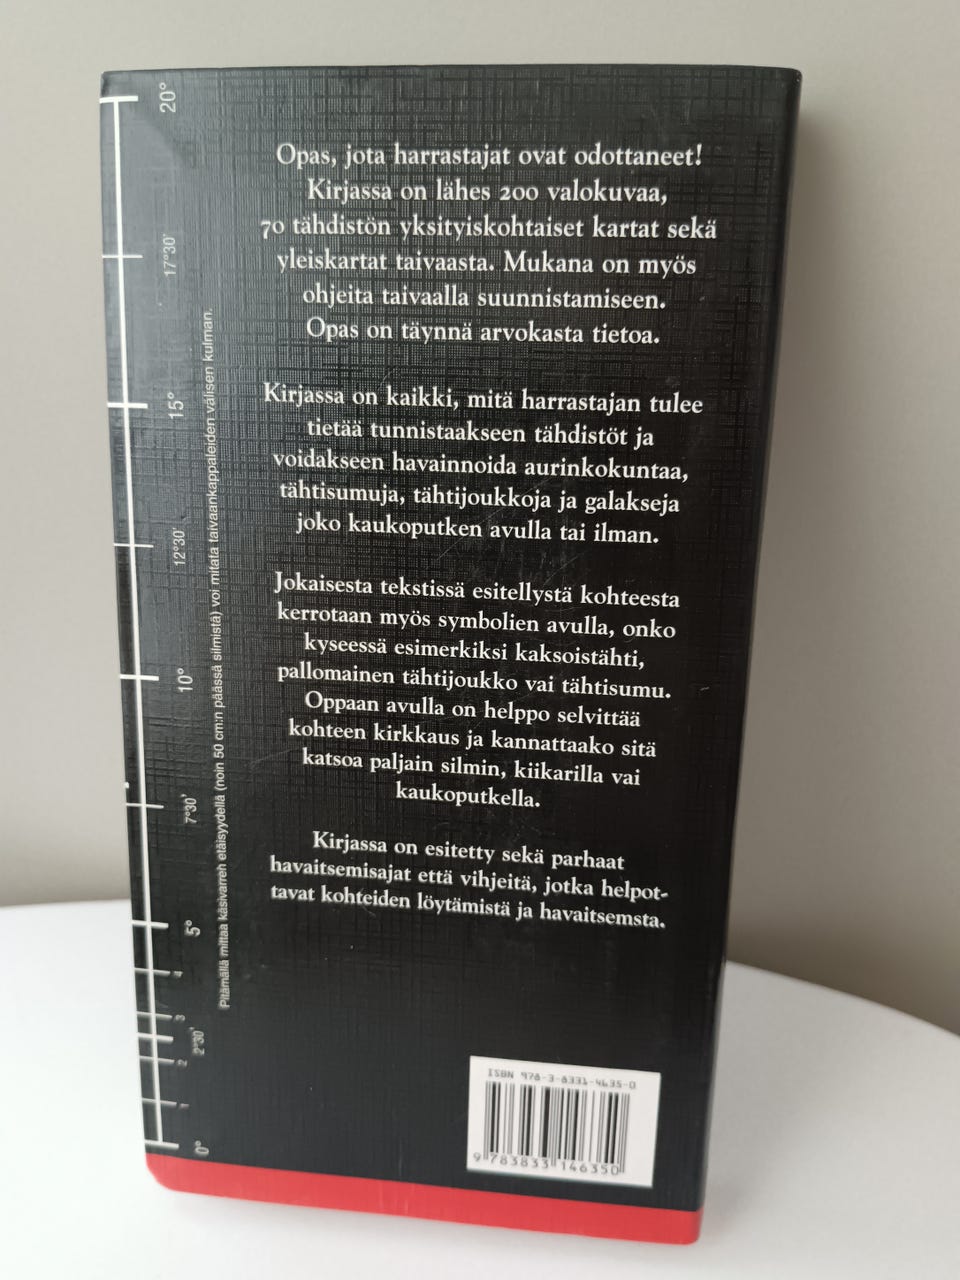 Opas, jota harrastajat ovat odottaneet!
Kirjassa on lähes 200 valokuvaa,
70 tähdistön yksityiskohtaiset kartat sekä
yleiskartat taivaasta. Mukana on myös
ohjeita taivaalla suunnistamiseen.
Opas on täynnä arvokasta tietoa.
Kirjassa on kaikki, mitä harrastajan tulee
tietää tunnistaakseen tähdistöt ja
voidakseen havainnoida aurinkokuntaa,
tähtisumuja, tähtijoukkoja ja galakseja
joko kaukoputken avulla tai ilman.
Jokaisesta tekstissä esitellystä kohteesta
kerrotaan myös symbolien avulla, onko
kyseessä esimerkiksi kaksoistähti,
pallomainen tähtijoukko vai tähtisumu.
Oppaan avulla on helppo selvittää
kohteen kirkkaus ja kannattaako sitä
katsoa paljain silmin, kiikarilla vai
kaukoputkella.
Kirjassa on esitetty sekä parhaat
havaitsemisajat että vihjeitä, jotka helpot-
tavat kohteiden löytämistä ja havaitsemsta.
20°
17°30'
15°
12°30'
10°
7°30'
5°
4
3
2°30'
2
1
0°
Pitämällä mittaa käsivarren etäisyydellä (noin 50 cm:n päässä silmistä) voi mitata taivaankappaleiden välisen kulman.
ISBN 978-3-8331-4635-0
9 783833 146350